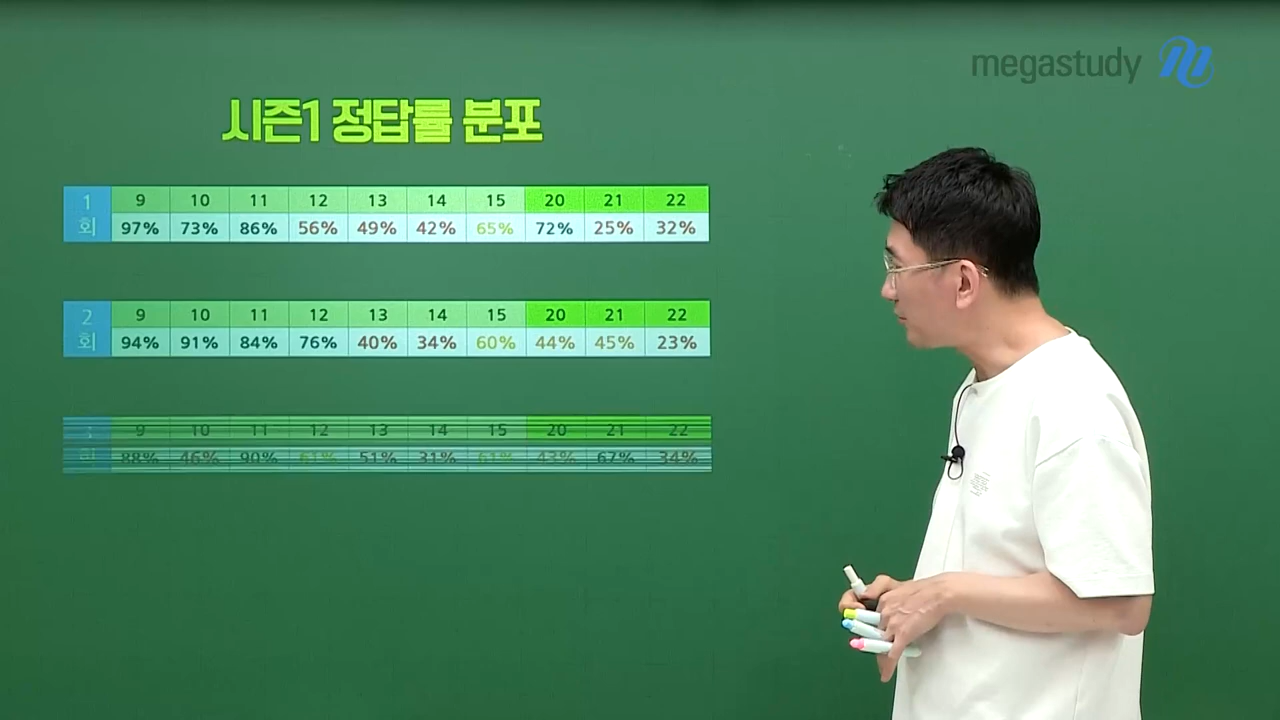 megastudy
시즌1 정답률 분포
1회 9 10 11 12 13 14 15 20 21 22
97% 73% 86% 56% 49% 42% 65% 72% 25% 32%
2회 9 10 11 12 13 14 15 20 21 22
94% 91% 84% 76% 40% 34% 60% 44% 45% 23%
9 10 11 12 13 14 15 20 21 22
88% 46% 90% 61% 51% 31% 61% 43% 67% 34%